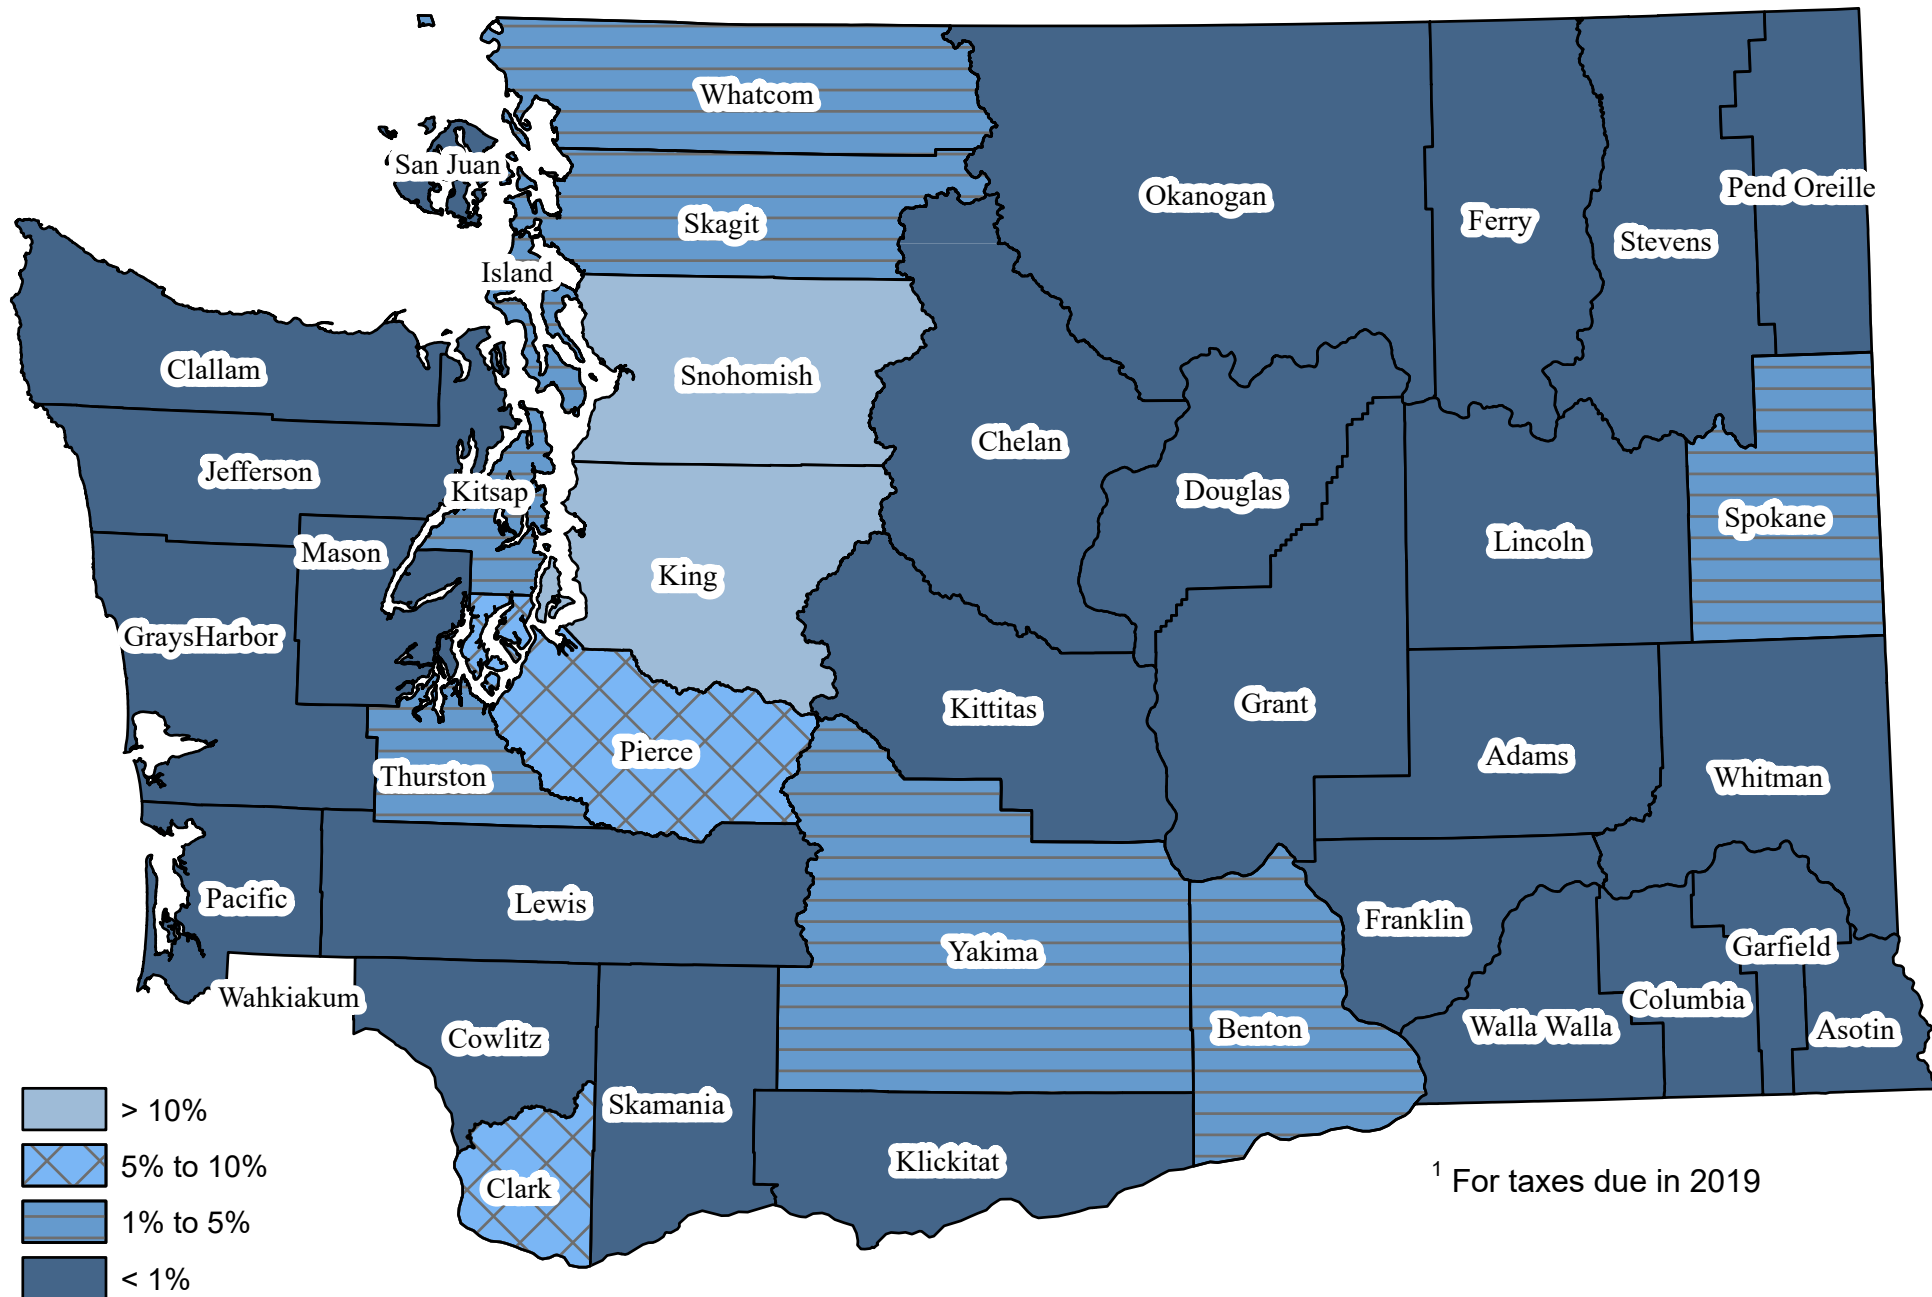 Whatcom
San Juan
Okanogan
Pend Oreille
Skagit
Ferry
Stevens
Island
Clallam
Snohomish
Chelan
Jefferson
Kitsap
Douglas
Spokane
Lincoln
Mason
King
GraysHarbor
Kittitas
Grant
Pierce
Adams
Thurston
Whitman
Pacific
Lewis
Franklin
Yakima
Garfield
Wahkiakum
Columbia
Cowlitz
Benton
Walla Walla
Asotin
Skamania
Klickitat
Clark
> 10%
5% to 10%
1% to 5%
< 1%
1 For taxes due in 2019